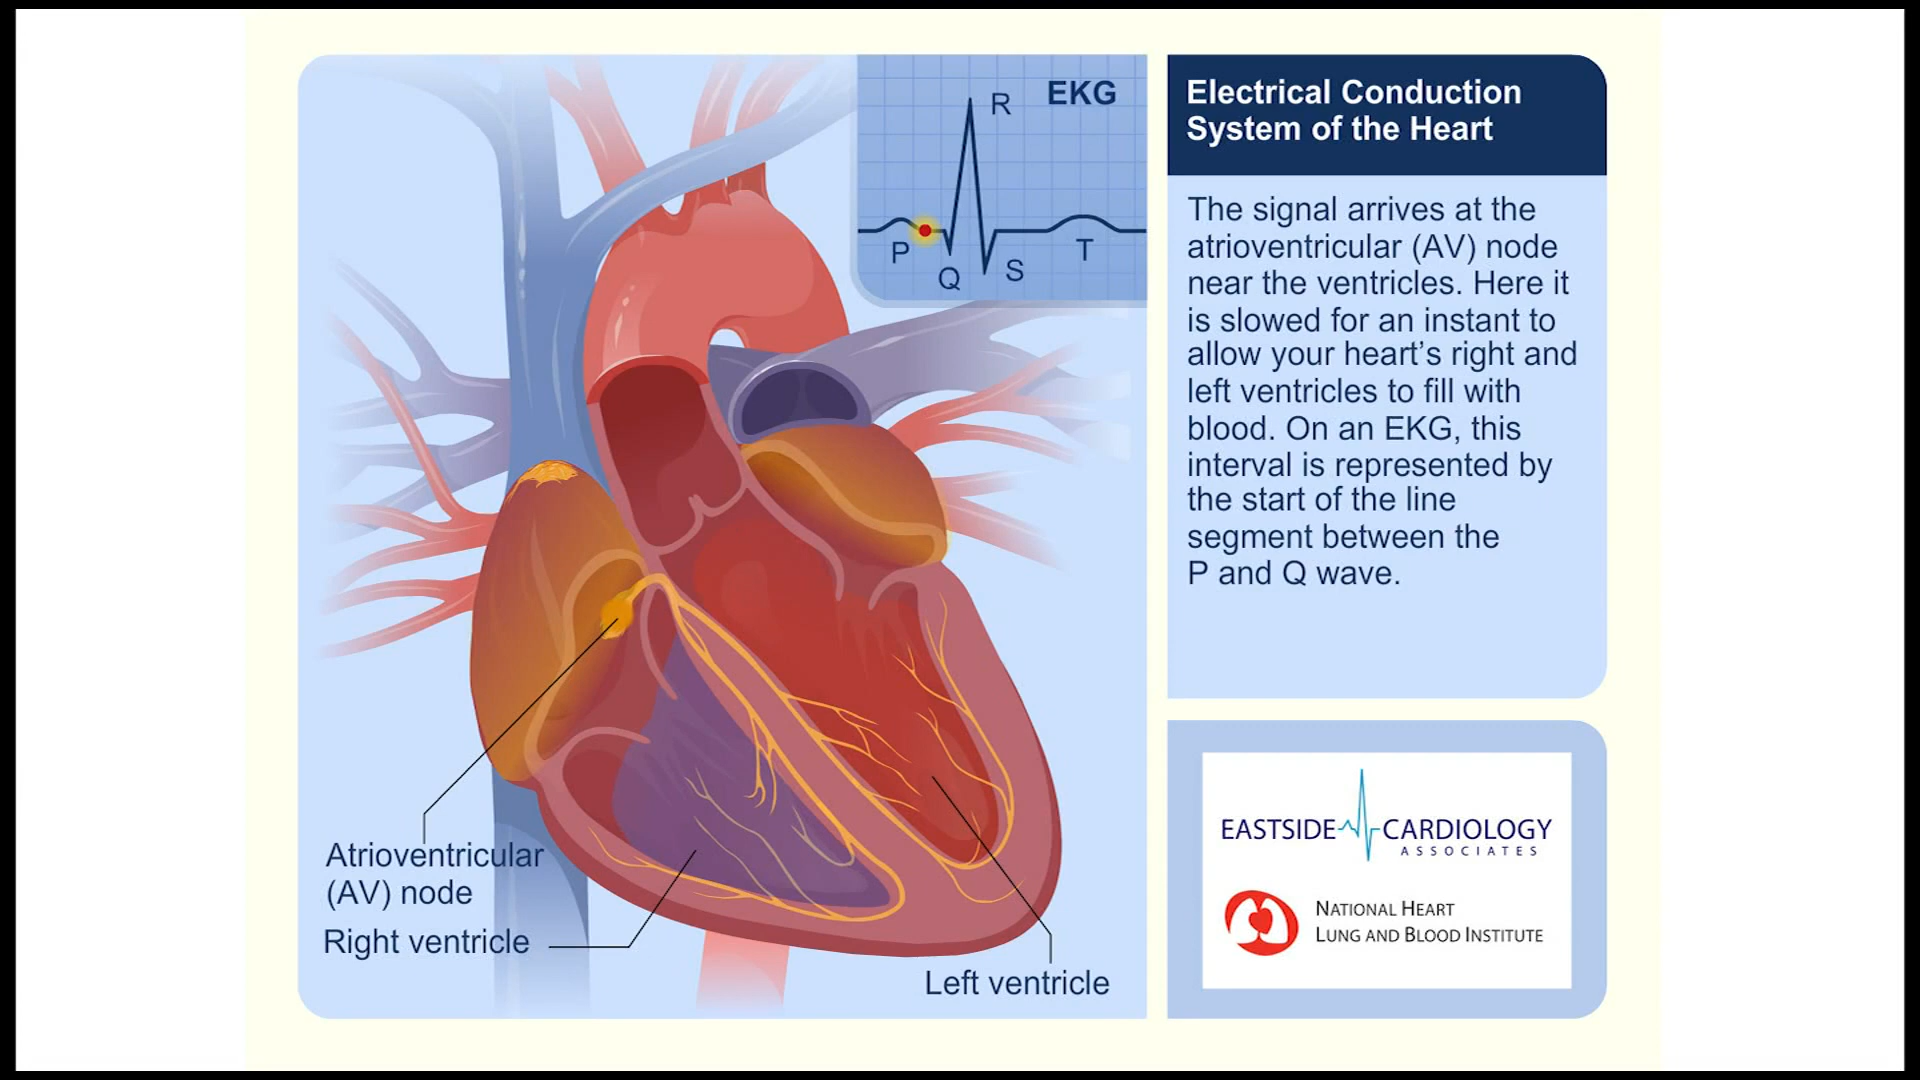 EKG
R
P
Q
S
T
Atrioventricular
(AV) node
Right ventricle
Left ventricle
Electrical Conduction
System of the Heart
The signal arrives at the
atrioventricular (AV) node
near the ventricles. Here it
is slowed for an instant to
allow your heart’s right and
left ventricles to fill with
blood. On an EKG, this
interval is represented by
the start of the line
segment between the
P and Q wave.
EASTSIDE CARDIOLOGY
ASSOCIATES
NATIONAL HEART
LUNG AND BLOOD INSTITUTE